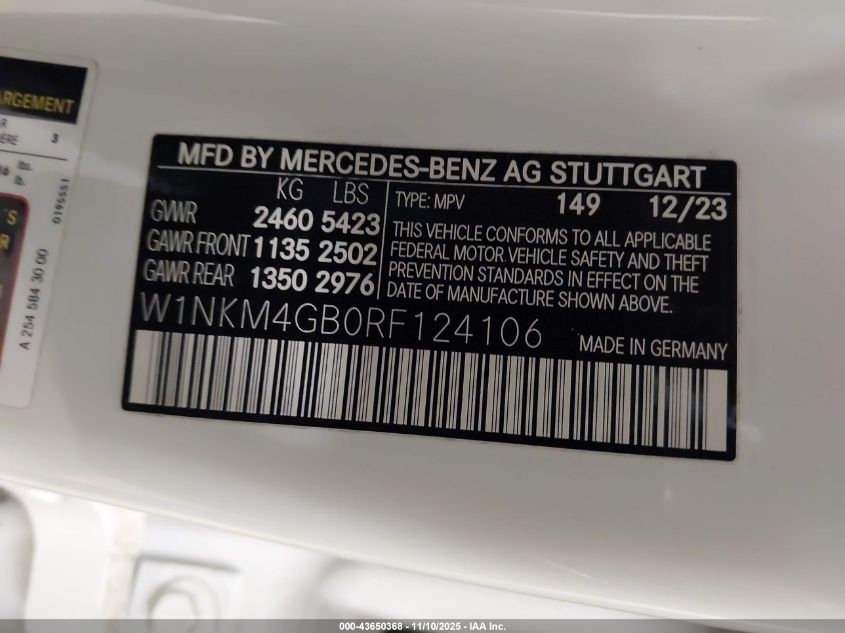 ARGEMENT
3
lbs.
lb.
0195551
A 254 584 30 00
MFD BY MERCEDES-BENZ AG STUTTGART
KG LBS
GVWR 2460 5423
GAWR FRONT 1135 2502
GAWR REAR 1350 2976
TYPE: MPV 149 12/23
THIS VEHICLE CONFORMS TO ALL APPLICABLE
FEDERAL MOTOR VEHICLE SAFETY AND THEFT
PREVENTION STANDARDS IN EFFECT ON THE
DATE OF MANUFACTURE SHOWN ABOVE.
W1NKM4GB0RF124106
MADE IN GERMANY
000-43650368 - 11/10/2025 - IAA Inc.